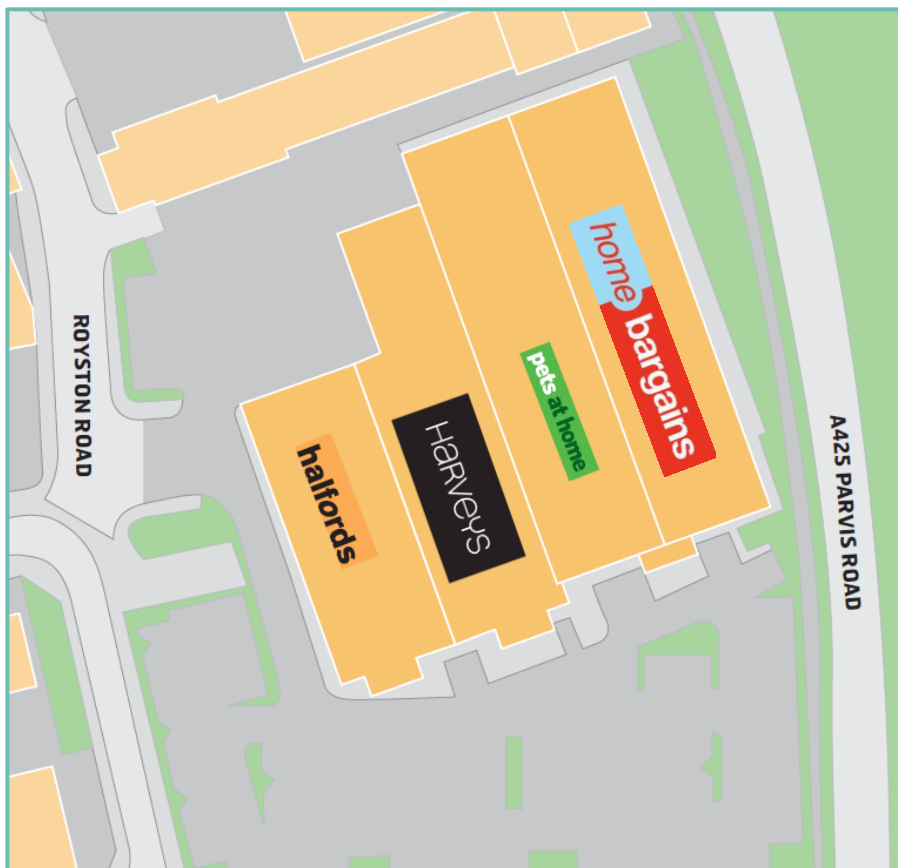 ROYSTON ROAD
halfords
HARVEYS
pets at home
home
bargains
A425 PARVIS ROAD